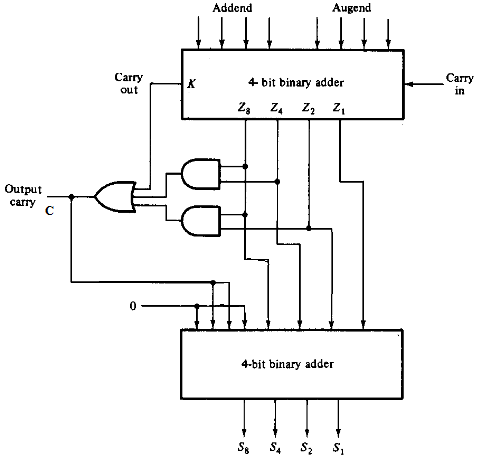 Addend Augend
Carry out
K
4- bit binary adder
Carry in
Z8 Z4 Z2 Z1
Output carry
C
0
4-bit binary adder
S8 S4 S2 S1